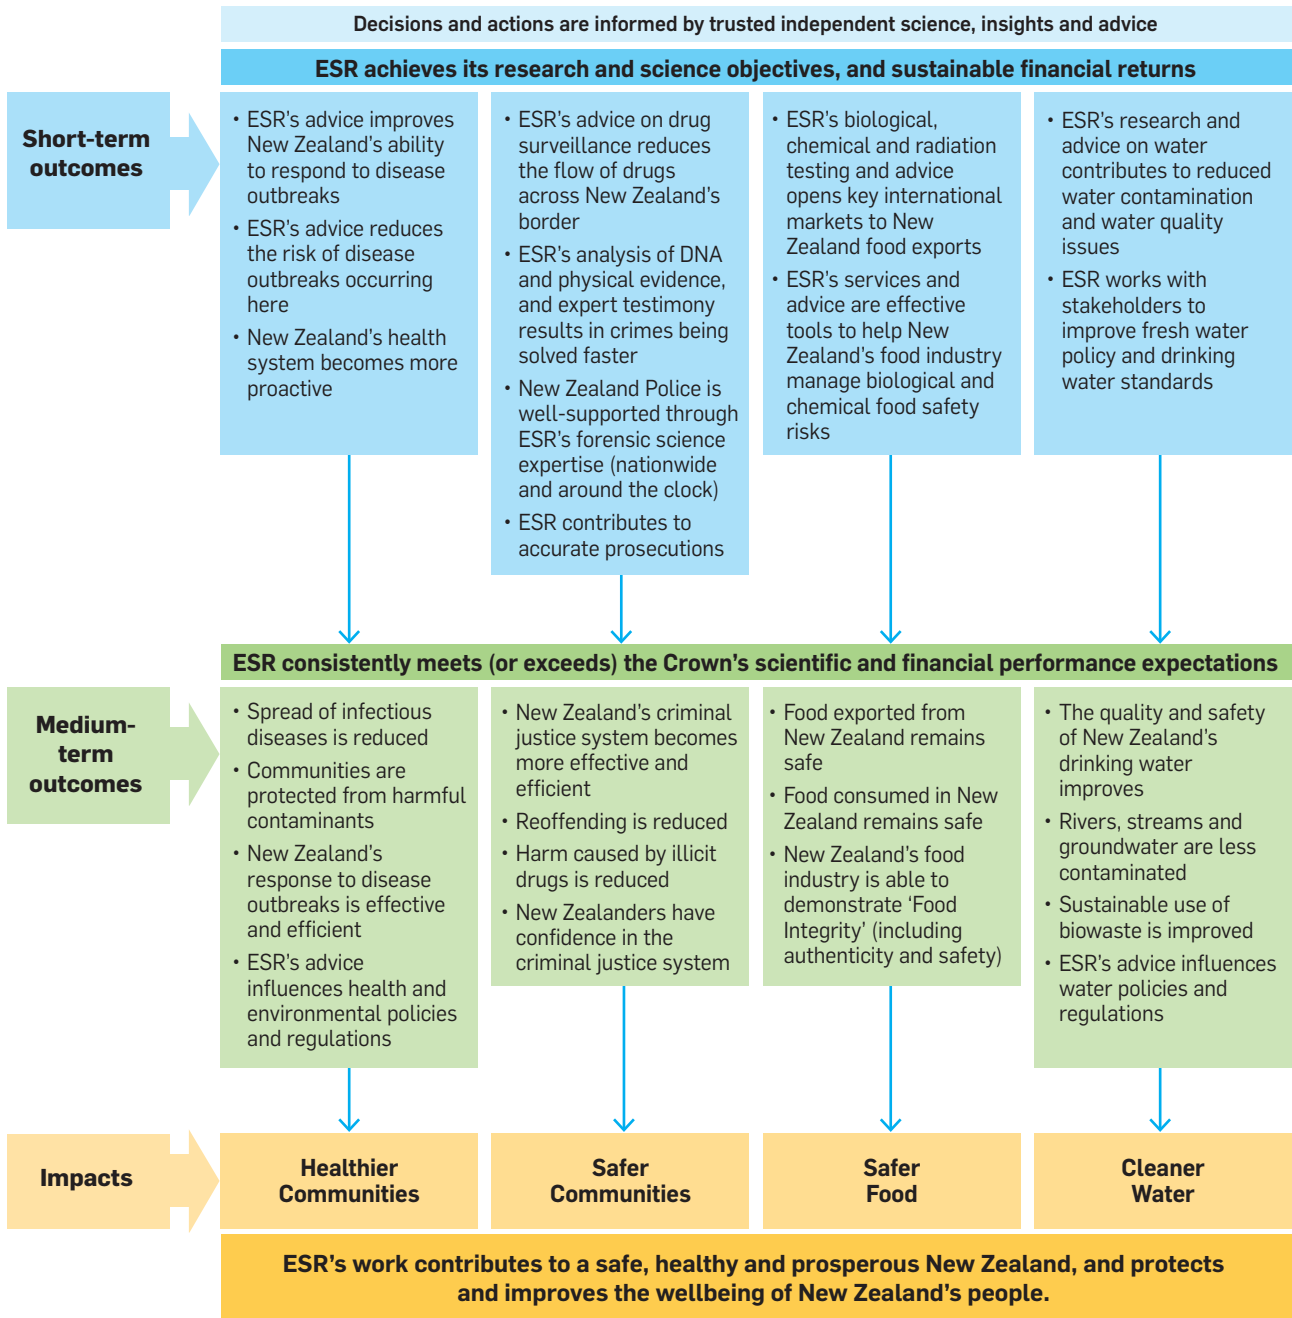 Decisions and actions are informed by trusted independent science, insights and advice
ESR achieves its research and science objectives, and sustainable financial returns
Short-term
outcomes
• ESR's advice improves
New Zealand's ability
to respond to disease
outbreaks
• ESR's advice reduces
the risk of disease
outbreaks occurring
here
• New Zealand's health
system becomes more
proactive
• ESR's advice on drug
surveillance reduces
the flow of drugs
across New Zealand's
border
• ESR's analysis of DNA
and physical evidence,
and expert testimony
results in crimes being
solved faster
• New Zealand Police is
well-supported through
ESR's forensic science
expertise (nationwide
and around the clock)
• ESR contributes to
accurate prosecutions
• ESR's biological,
chemical and radiation
testing and advice
opens key international
markets to New
Zealand food exports
• ESR's services and
advice are effective
tools to help New
Zealand's food industry
manage biological and
chemical food safety
risks
• ESR's research and
advice on water
contributes to reduced
water contamination
and water quality
issues
• ESR works with
stakeholders to
improve fresh water
policy and drinking
water standards
ESR consistently meets (or exceeds) the Crown's scientific and financial performance expectations
Medium-
term
outcomes
• Spread of infectious
diseases is reduced
• Communities are
protected from harmful
contaminants
• New Zealand's
response to disease
outbreaks is effective
and efficient
• ESR's advice
influences health and
environmental policies
and regulations
• New Zealand's criminal
justice system becomes
more effective and
efficient
• Reoffending is reduced
• Harm caused by illicit
drugs is reduced
• New Zealanders have
confidence in the
criminal justice system
• Food exported from
New Zealand remains
safe
• Food consumed in New
Zealand remains safe
• New Zealand's food
industry is able to
demonstrate 'Food
Integrity' (including
authenticity and safety)
• The quality and safety
of New Zealand's
drinking water
improves
• Rivers, streams and
groundwater are less
contaminated
• Sustainable use of
biowaste is improved
• ESR's advice influences
water policies and
regulations
Impacts
Healthier
Communities
Safer
Communities
Safer
Food
Cleaner
Water
ESR's work contributes to a safe, healthy and prosperous New Zealand, and protects
and improves the wellbeing of New Zealand's people.